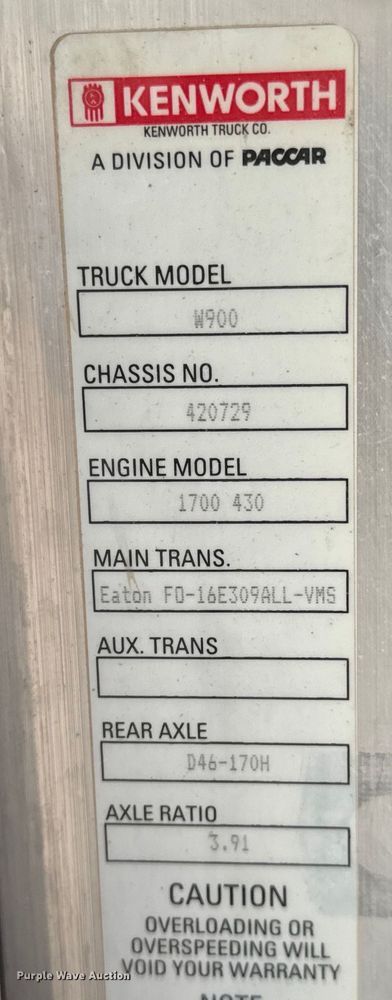 KENWORTH
KENWORTH TRUCK CO.
A DIVISION OF PACCAR
TRUCK MODEL
W900
CHASSIS NO.
420729
ENGINE MODEL
1700 430
MAIN TRANS.
Eaton FO-16E309ALL-VMS
AUX. TRANS
REAR AXLE
D46-170H
AXLE RATIO
3.91
CAUTION
OVERLOADING OR
OVERSPEEDING WILL
VOID YOUR WARRANTY
NOTE
Purple Wave Auction